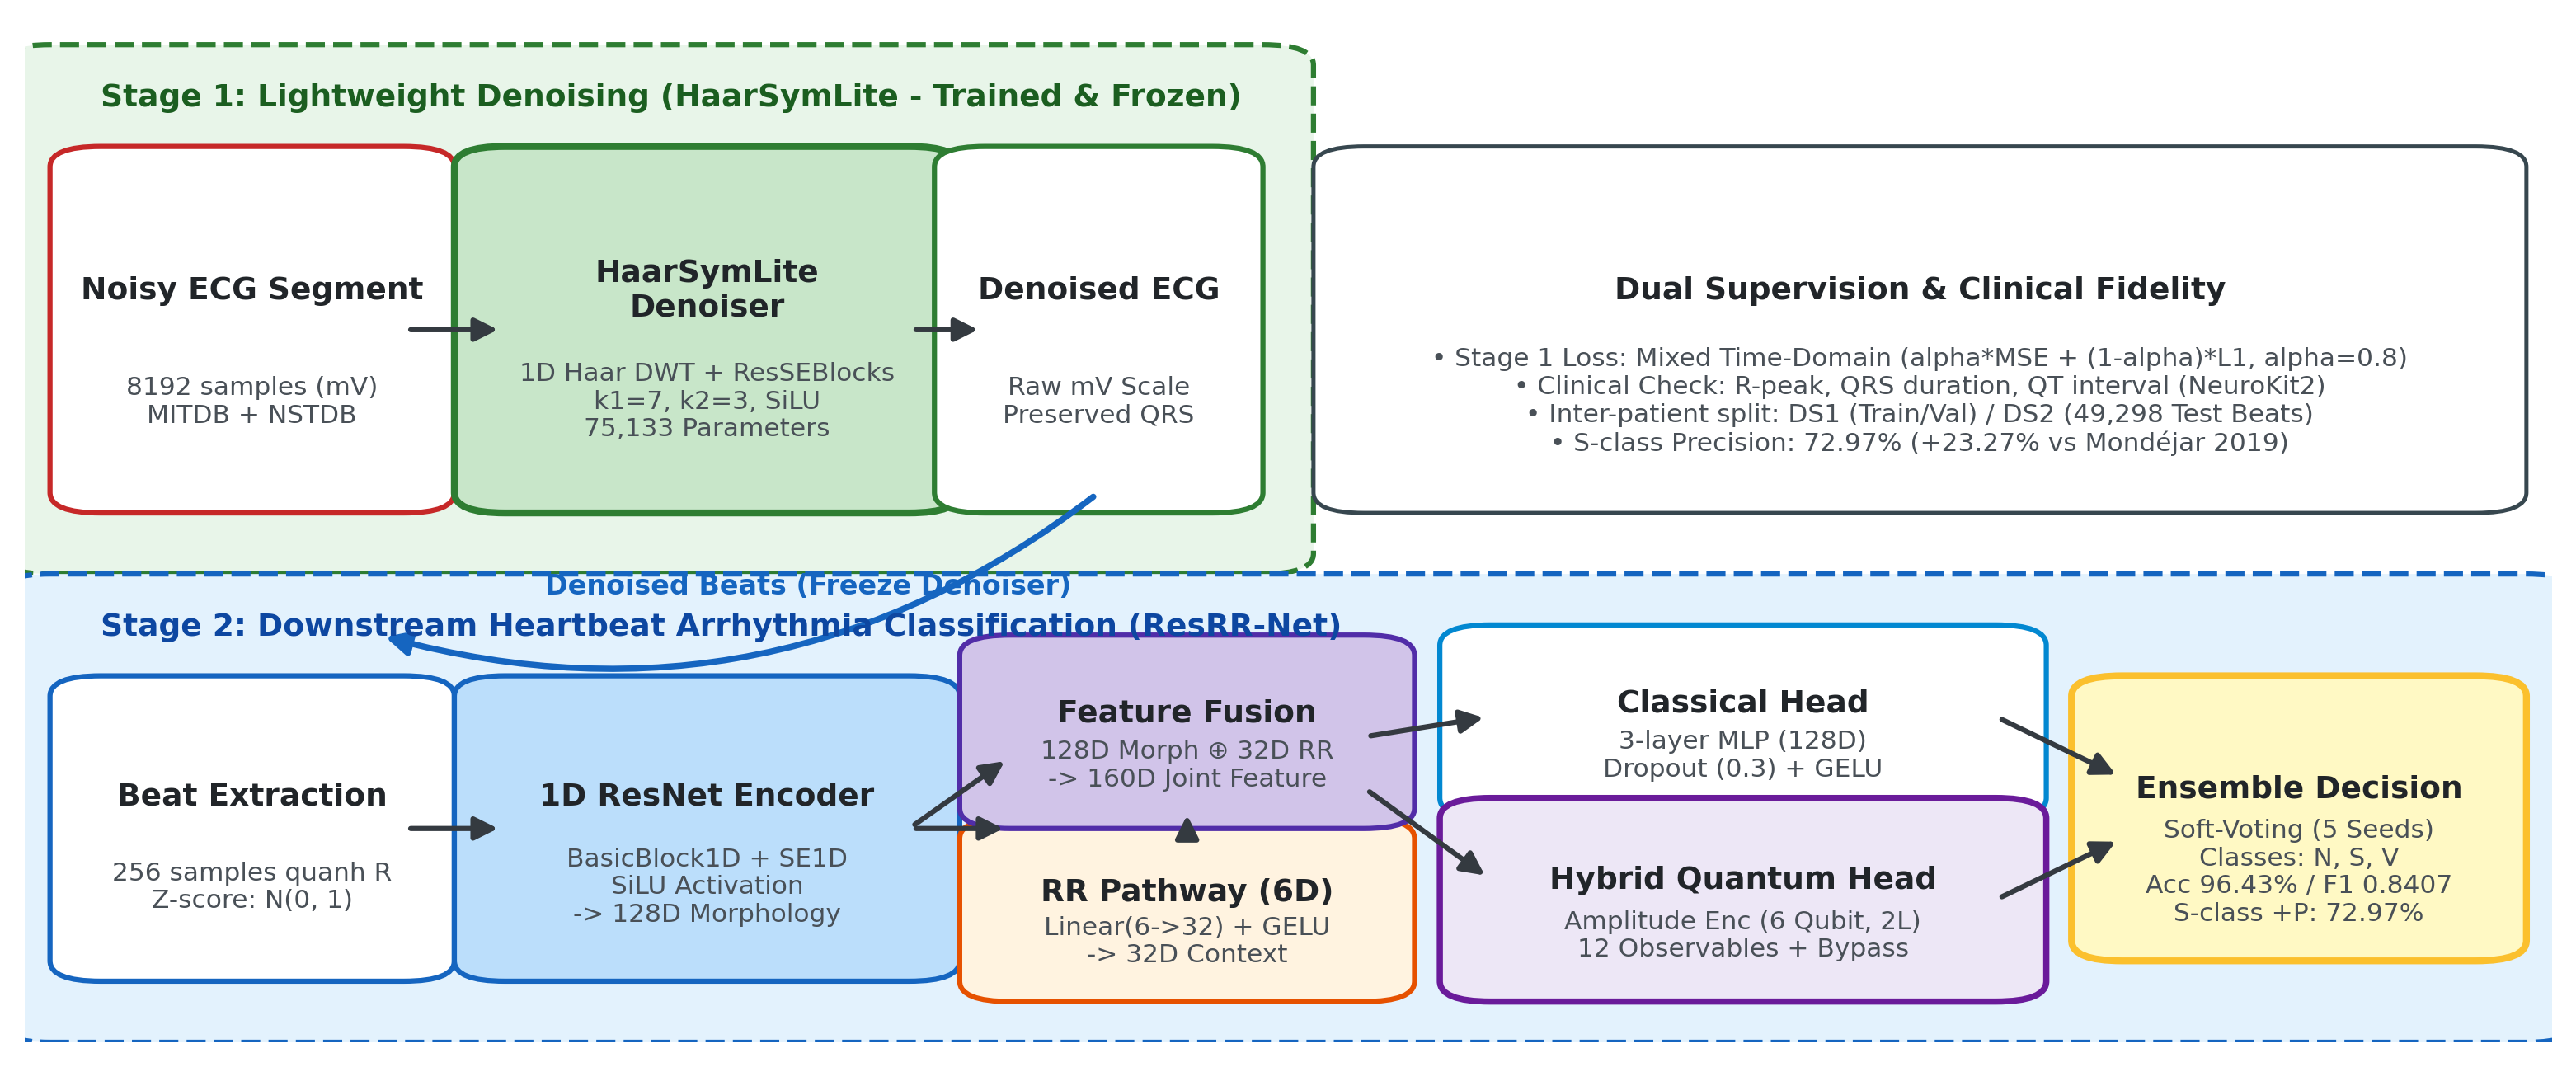 Stage 1: Lightweight Denoising (HaarSymLite - Trained & Frozen)
Noisy ECG Segment
8192 samples (mV)
MITDB + NSTDB
HaarSymLite
Denoiser
1D Haar DWT + ResSEBlocks
k1=7, k2=3, SiLU
75,133 Parameters
Denoised ECG
Raw mV Scale
Preserved QRS
Dual Supervision & Clinical Fidelity
• Stage 1 Loss: Mixed Time-Domain (alpha*MSE + (1-alpha)*L1, alpha=0.8)
• Clinical Check: R-peak, QRS duration, QT interval (NeuroKit2)
• Inter-patient split: DS1 (Train/Val) / DS2 (49,298 Test Beats)
• S-class Precision: 72.97% (+23.27% vs Mondéjar 2019)
Denoised Beats (Freeze Denoiser)
Stage 2: Downstream Heartbeat Arrhythmia Classification (ResRR-Net)
Beat Extraction
256 samples quanh R
Z-score: N(0, 1)
1D ResNet Encoder
BasicBlock1D + SE1D
SiLU Activation
-> 128D Morphology
Feature Fusion
128D Morph ⊕ 32D RR
-> 160D Joint Feature
RR Pathway (6D)
Linear(6->32) + GELU
-> 32D Context
Classical Head
3-layer MLP (128D)
Dropout (0.3) + GELU
Hybrid Quantum Head
Amplitude Enc (6 Qubit, 2L)
12 Observables + Bypass
Ensemble Decision
Soft-Voting (5 Seeds)
Classes: N, S, V
Acc 96.43% / F1 0.8407
S-class +P: 72.97%